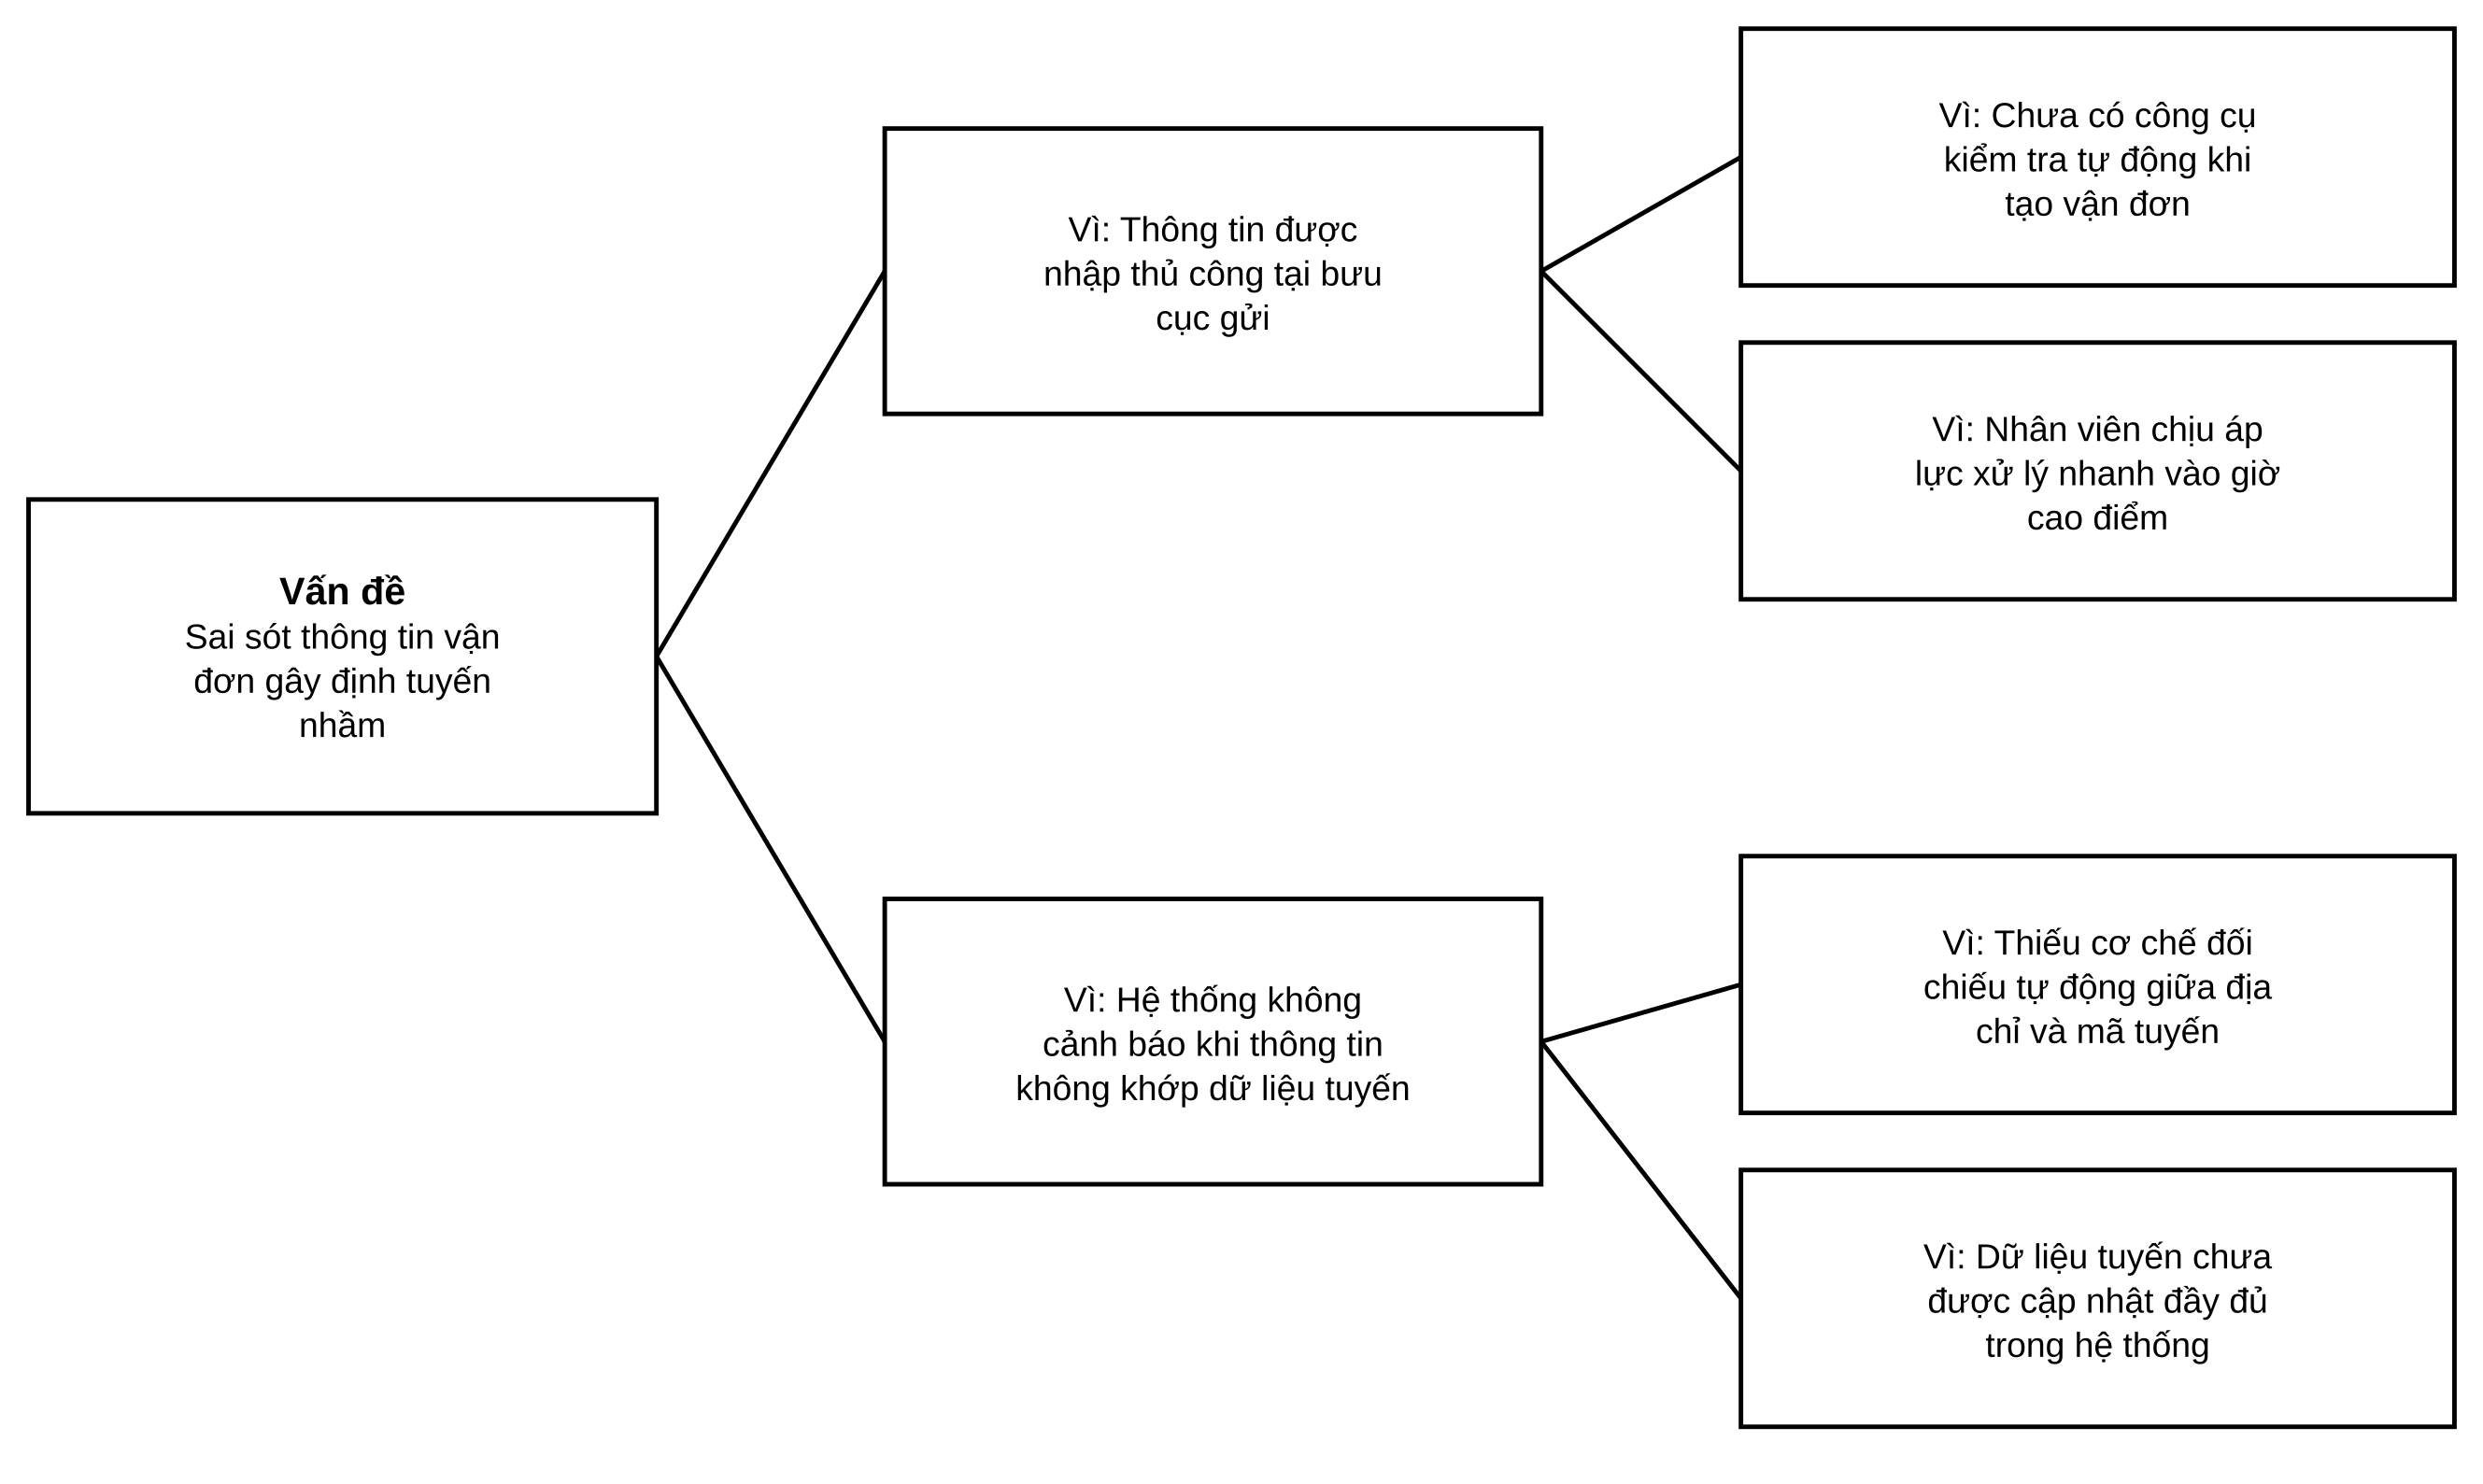 Vấn đề
Sai sót thông tin vận
đơn gây định tuyến
nhầm
Vì: Thông tin được
nhập thủ công tại bưu
cục gửi
Vì: Chưa có công cụ
kiểm tra tự động khi
tạo vận đơn
Vì: Nhân viên chịu áp
lực xử lý nhanh vào giờ
cao điểm
Vì: Hệ thống không
cảnh báo khi thông tin
không khớp dữ liệu tuyến
Vì: Thiếu cơ chế đối
chiếu tự động giữa địa
chỉ và mã tuyến
Vì: Dữ liệu tuyến chưa
được cập nhật đầy đủ
trong hệ thống